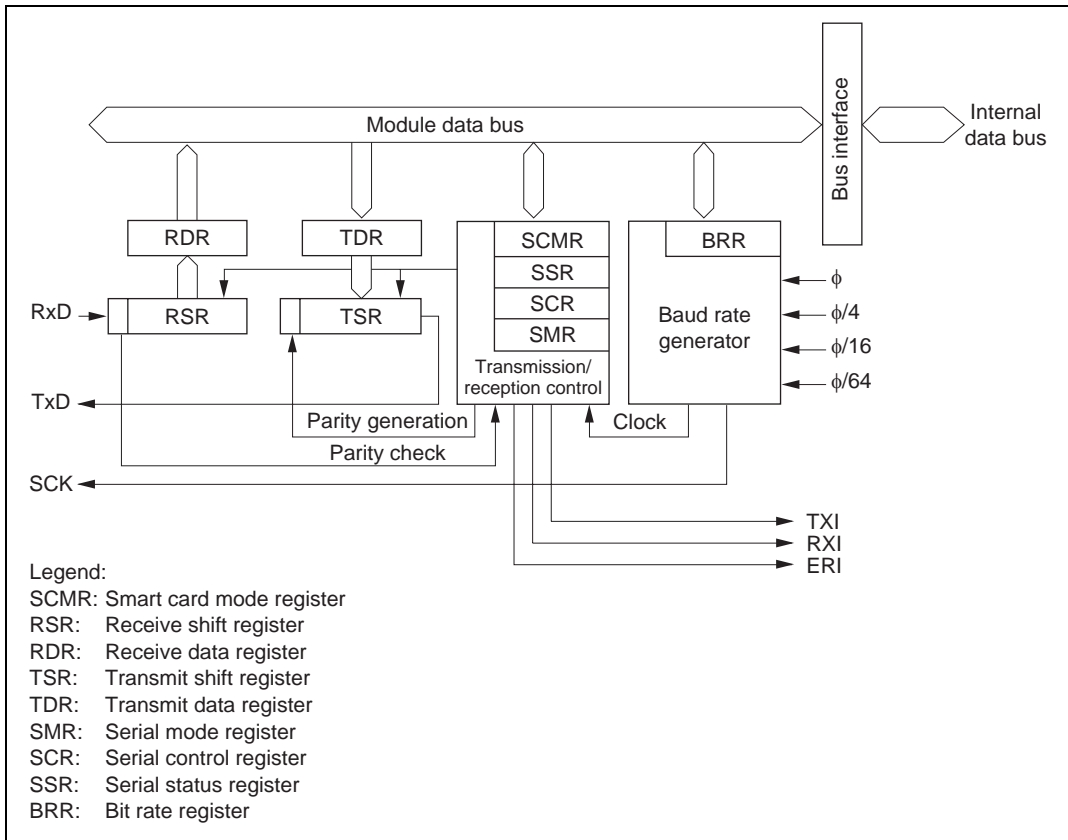 Module data bus
Bus interface
Internal
data bus
RDR
TDR
SCMR
BRR
SSR
SCR
SMR
RxD
RSR
TSR
Baud rate
generator
ϕ
ϕ/4
ϕ/16
ϕ/64
Transmission/
reception control
TxD
Parity generation
Clock
Parity check
SCK
TXI
RXI
ERI
Legend:
SCMR: Smart card mode register
RSR: Receive shift register
RDR: Receive data register
TSR: Transmit shift register
TDR: Transmit data register
SMR: Serial mode register
SCR: Serial control register
SSR: Serial status register
BRR: Bit rate register